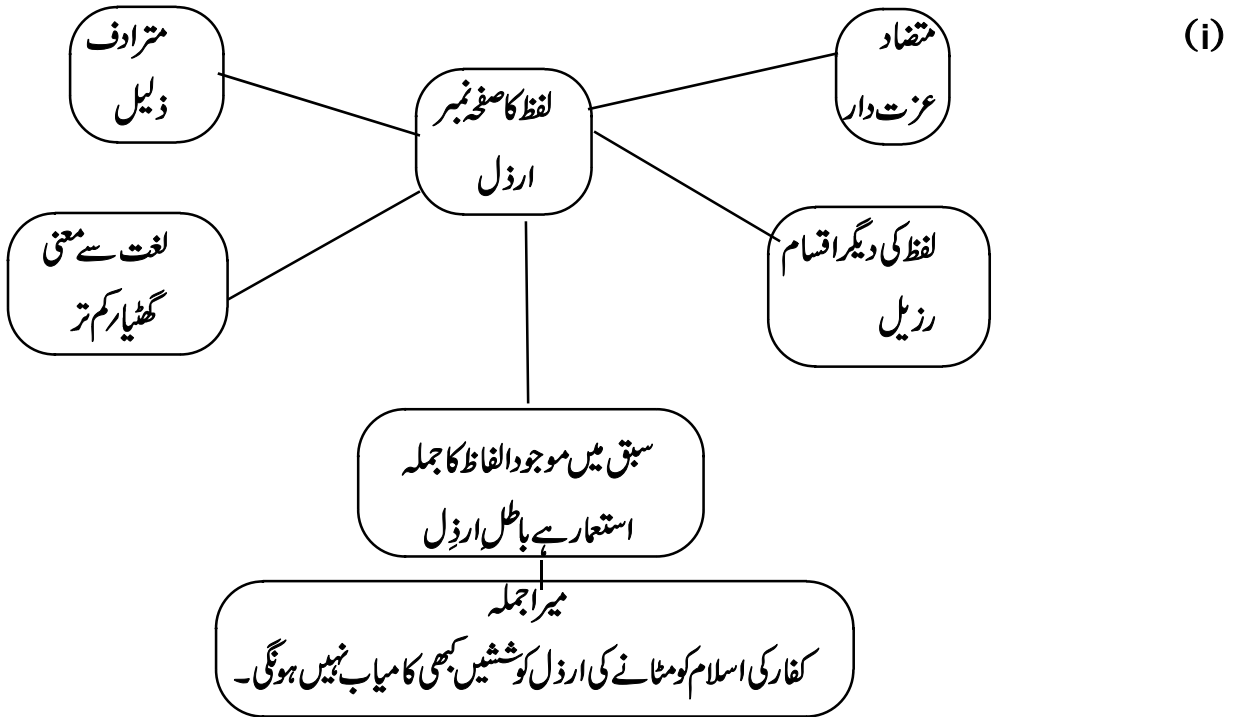 (i)
متضاد
عزت دار
لفظ کا صفحہ نمبر
ارذل
مترادف
ذلیل
لفظ کی دیگر اقسام
رزیل
لغت سے معنی
گھٹیا/کم تر
سبق میں موجود الفاظ کا جملہ
استعمار ہے باطلِ ارذِل
میرا جملہ
کفار کی اسلام کو مٹانے کی ارذل کوششیں کبھی کامیاب نہیں ہونگی۔